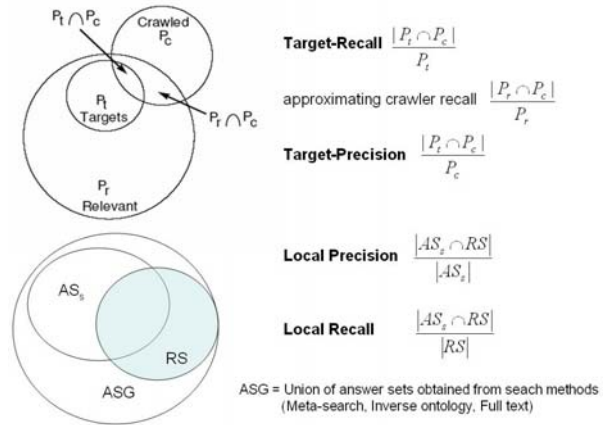 P_t ∩ P_c
Crawled
P_c
P_t
Targets
P_r ∩ P_c
P_r
Relevant
Target-Recall |P_t ∩ P_c| / P_t
approximating crawler recall |P_r ∩ P_c| / P_r
Target-Precision |P_t ∩ P_c| / P_c
AS_s
RS
ASG
Local Precision |AS_s ∩ RS| / |AS_s|
Local Recall |AS_s ∩ RS| / |RS|
ASG = Union of answer sets obtained from seach methods
(Meta-search, Inverse ontology, Full text)